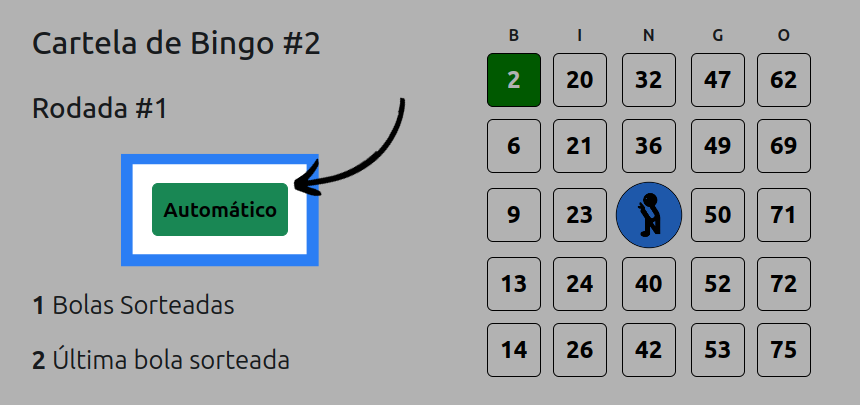 Cartela de Bingo #2
Rodada #1
Automático
1 Bolas Sorteadas
2 Última bola sorteada
B I N G O
2 20 32 47 62
6 21 36 49 69
9 23 50 71
13 24 40 52 72
14 26 42 53 75